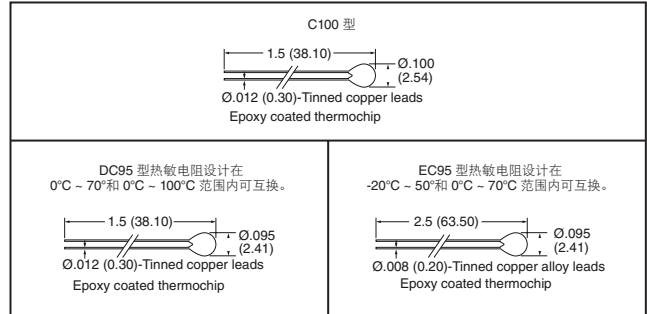 C100 型
1.5 (38.10)
Ø.100
(2.54)
Ø.012 (0.30)-Tinned copper leads
Epoxy coated thermochip
DC95 型热敏电阻设计在
0°C ~ 70°和 0°C ~ 100°C 范围内可互换。
1.5 (38.10)
Ø.095
(2.41)
Ø.012 (0.30)-Tinned copper leads
Epoxy coated thermochip
EC95 型热敏电阻设计在
-20°C ~ 50°和 0°C ~ 70°C 范围内可互换。
2.5 (63.50)
Ø.095
(2.41)
Ø.008 (0.20)-Tinned copper alloy leads
Epoxy coated thermochip